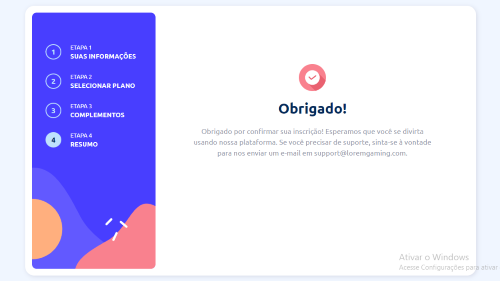 1
ETAPA 1
SUAS INFORMAÇÕES
2
ETAPA 2
SELECIONAR PLANO
3
ETAPA 3
COMPLEMENTOS
4
ETAPA 4
RESUMO
Obrigado!
Obrigado por confirmar sua inscrição! Esperamos que você se divirta
usando nossa plataforma. Se você precisar de suporte, sinta-se à vontade
para nos enviar um e-mail em support@loremgaming.com.
Ativar o Windows
Acesse Configurações para ativar